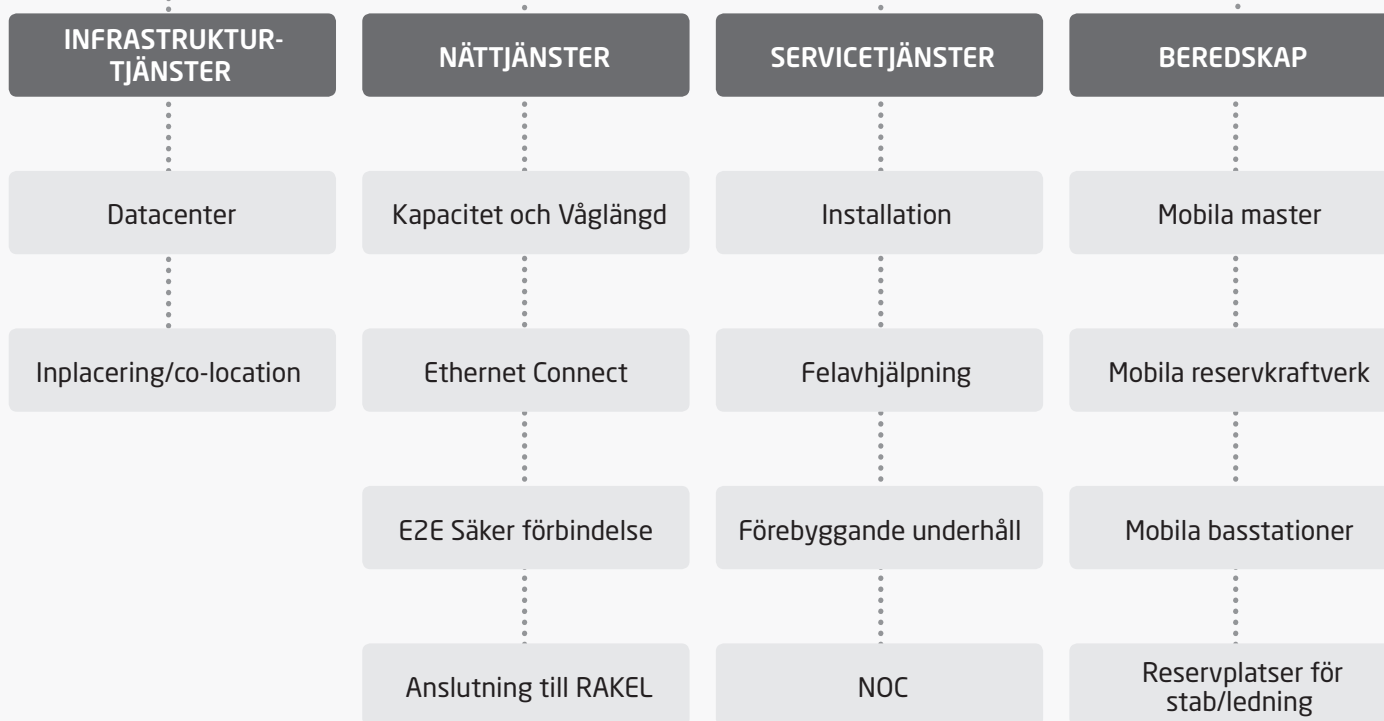 INFRASTRUKTUR-
TJÄNSTER
NÄTTJÄNSTER
SERVICETJÄNSTER
BEREDSKAP
Datacenter
Kapacitet och Våglängd
Installation
Mobila master
Inplacering/co-location
Ethernet Connect
Felavhjälpning
Mobila reservkraftverk
E2E Säker förbindelse
Förebyggande underhåll
Mobila basstationer
Anslutning till RAKEL
NOC
Reservplatser för
stab/ledning